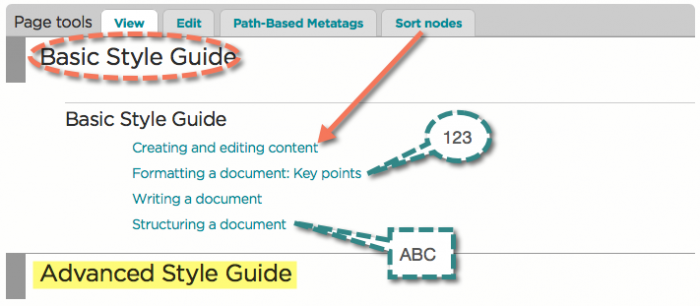 Page tools View Edit Path-Based Metatags Sort nodes
Basic Style Guide
Basic Style Guide
Creating and editing content
123
Formatting a document: Key points
Writing a document
Structuring a document
ABC
Advanced Style Guide